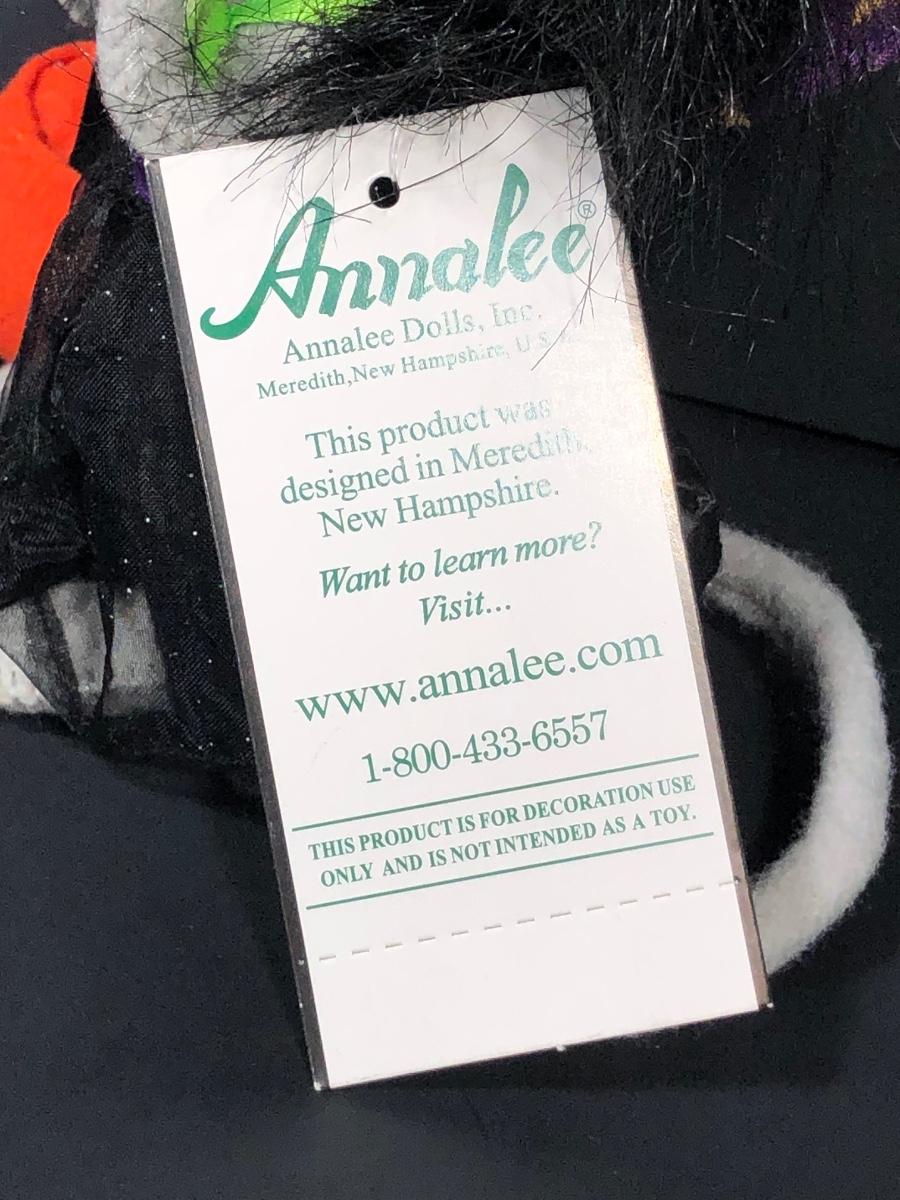 Annalee®
Annalee Dolls, Inc.
Meredith,New Hampshire, U.S.
This product was
designed in Meredith,
New Hampshire.
Want to learn more?
Visit...
www.annalee.com
1-800-433-6557
THIS PRODUCT IS FOR DECORATION USE
ONLY AND IS NOT INTENDED AS A TOY.